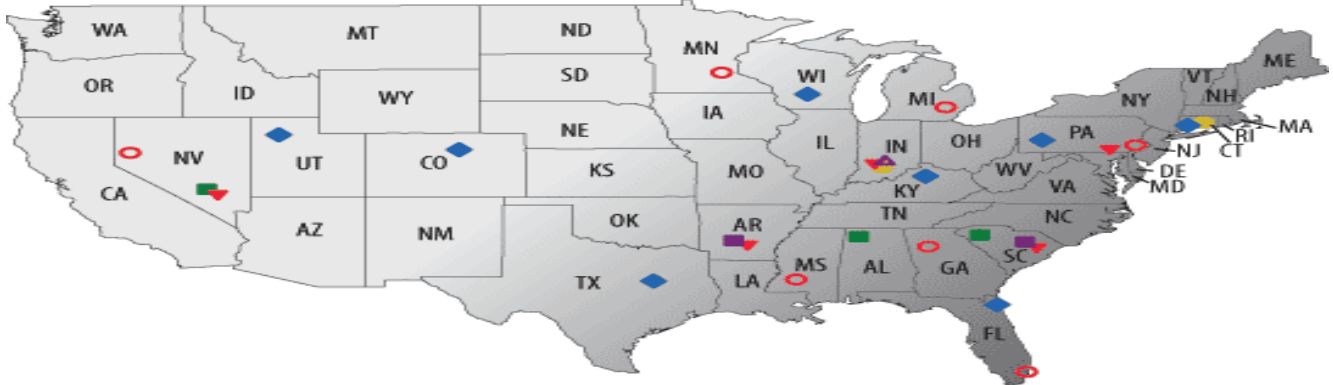 WA
MT
ND
MN
OR
ID
SD
WI
MI
NY
VT
NH
ME
WY
NE
IA
NV
UT
CO
KS
MO
IL
IN
OH
PA
NJ
RI
CT
MA
CA
AZ
NM
OK
AR
KY
WV
VA
DE
MD
TN
NC
TX
LA
MS
AL
GA
SC
FL